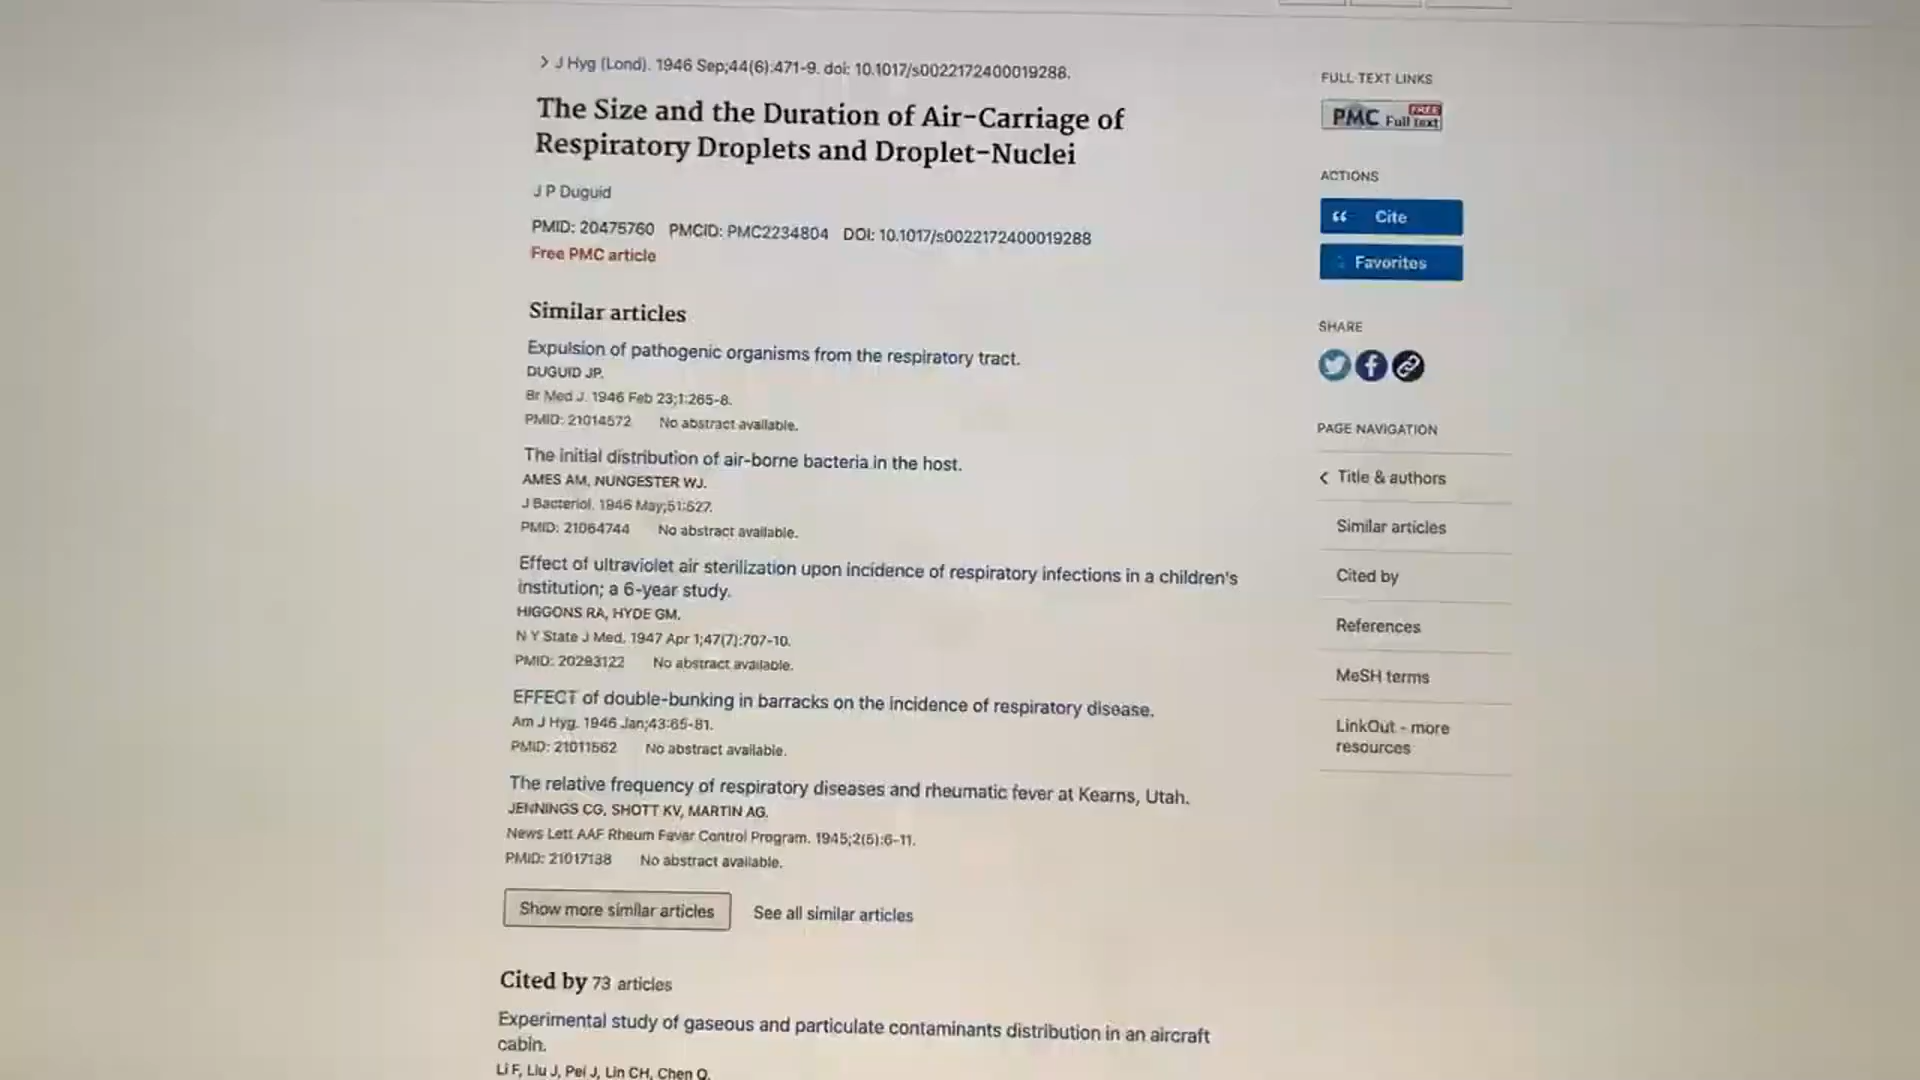 J Hyg (Lond). 1946 Sep;44(6):471-9. doi: 10.1017/s0022172400019288.
The Size and the Duration of Air-Carriage of
Respiratory Droplets and Droplet-Nuclei
J P Duguid
PMID: 20475760 PMCID: PMC2234804 DOI: 10.1017/s0022172400019288
Free PMC article
Similar articles
Expulsion of pathogenic organisms from the respiratory tract.
DUGUID JP.
Br Med J. 1946 Feb 23;1:265-8.
PMID: 21014572 No abstract available.
The initial distribution of air-borne bacteria in the host.
AMES AM, NUNGESTER WJ.
J Bacteriol. 1946 May;51:527.
PMID: 21064744 No abstract available.
Effect of ultraviolet air sterilization upon incidence of respiratory infections in a children's
institution; a 6-year study.
HIGGONS RA, HYDE GM.
N Y State J Med. 1947 Apr 1;47(7):707-10.
PMID: 20293122 No abstract available.
EFFECT of double-bunking in barracks on the incidence of respiratory disease.
Am J Hyg. 1946 Jan;43:65-81.
PMID: 21011562 No abstract available.
The relative frequency of respiratory diseases and rheumatic fever at Kearns, Utah.
JENNINGS CG, SHOTT KV, MARTIN AG.
News Lett AAF Rheum Fever Control Program. 1945;2(5):6-11.
PMID: 21017138 No abstract available.
Show more similar articles See all similar articles
Cited by 73 articles
Experimental study of gaseous and particulate contaminants distribution in an aircraft
cabin.
Li F, Liu J, Pei J, Lin CH, Chen Q.
FULL TEXT LINKS
PMC FREE Full text
ACTIONS
Cite
Favorites
SHARE
PAGE NAVIGATION
Title & authors
Similar articles
Cited by
References
MeSH terms
LinkOut - more
resources